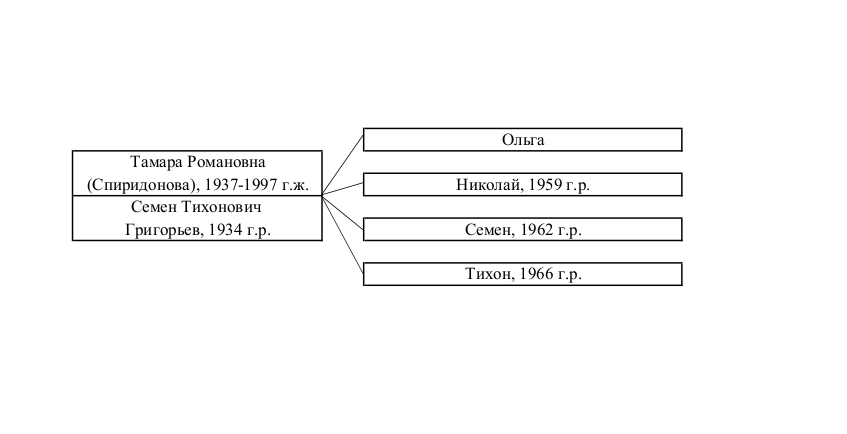 Тамара Романовна
(Спиридонова), 1937-1997 г.ж.
Семен Тихонович
Григорьев, 1934 г.р.
Ольга
Николай, 1959 г.р.
Семен, 1962 г.р.
Тихон, 1966 г.р.